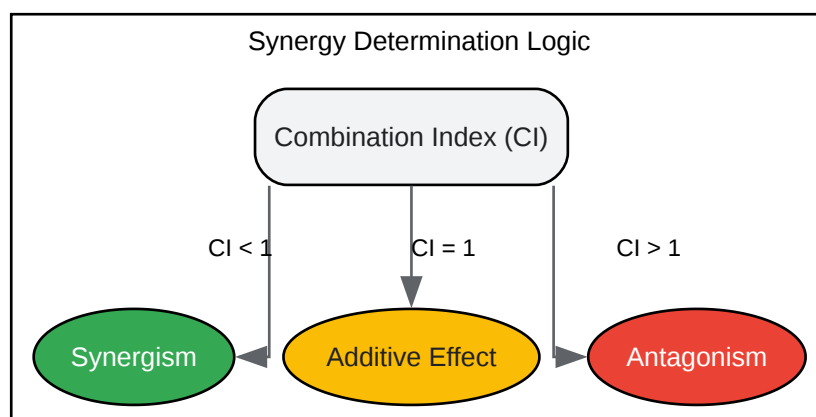 Synergy Determination Logic
Combination Index (CI)
CI < 1
CI = 1
CI > 1
Synergism
Additive Effect
Antagonism